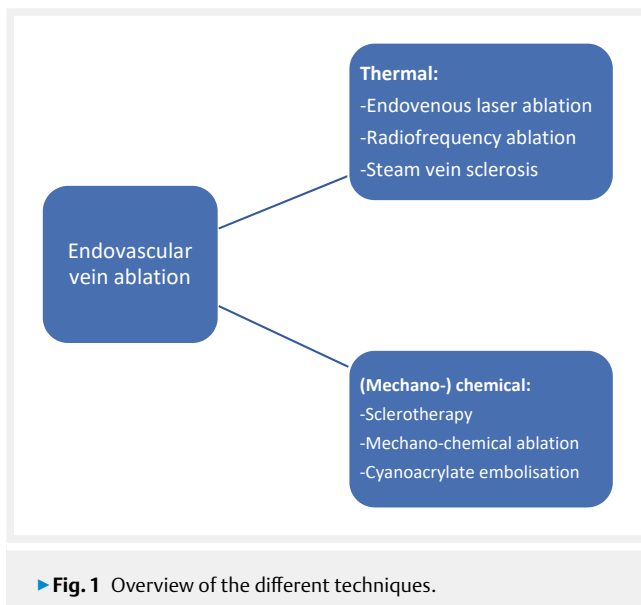 Thermal:
-Endovenous laser ablation
-Radiofrequency ablation
-Steam vein sclerosis
Endovascular
vein ablation
(Mechano-) chemical:
-Sclerotherapy
-Mechano-chemical ablation
-Cyanoacrylate embolisation
►Fig. 1 Overview of the different techniques.